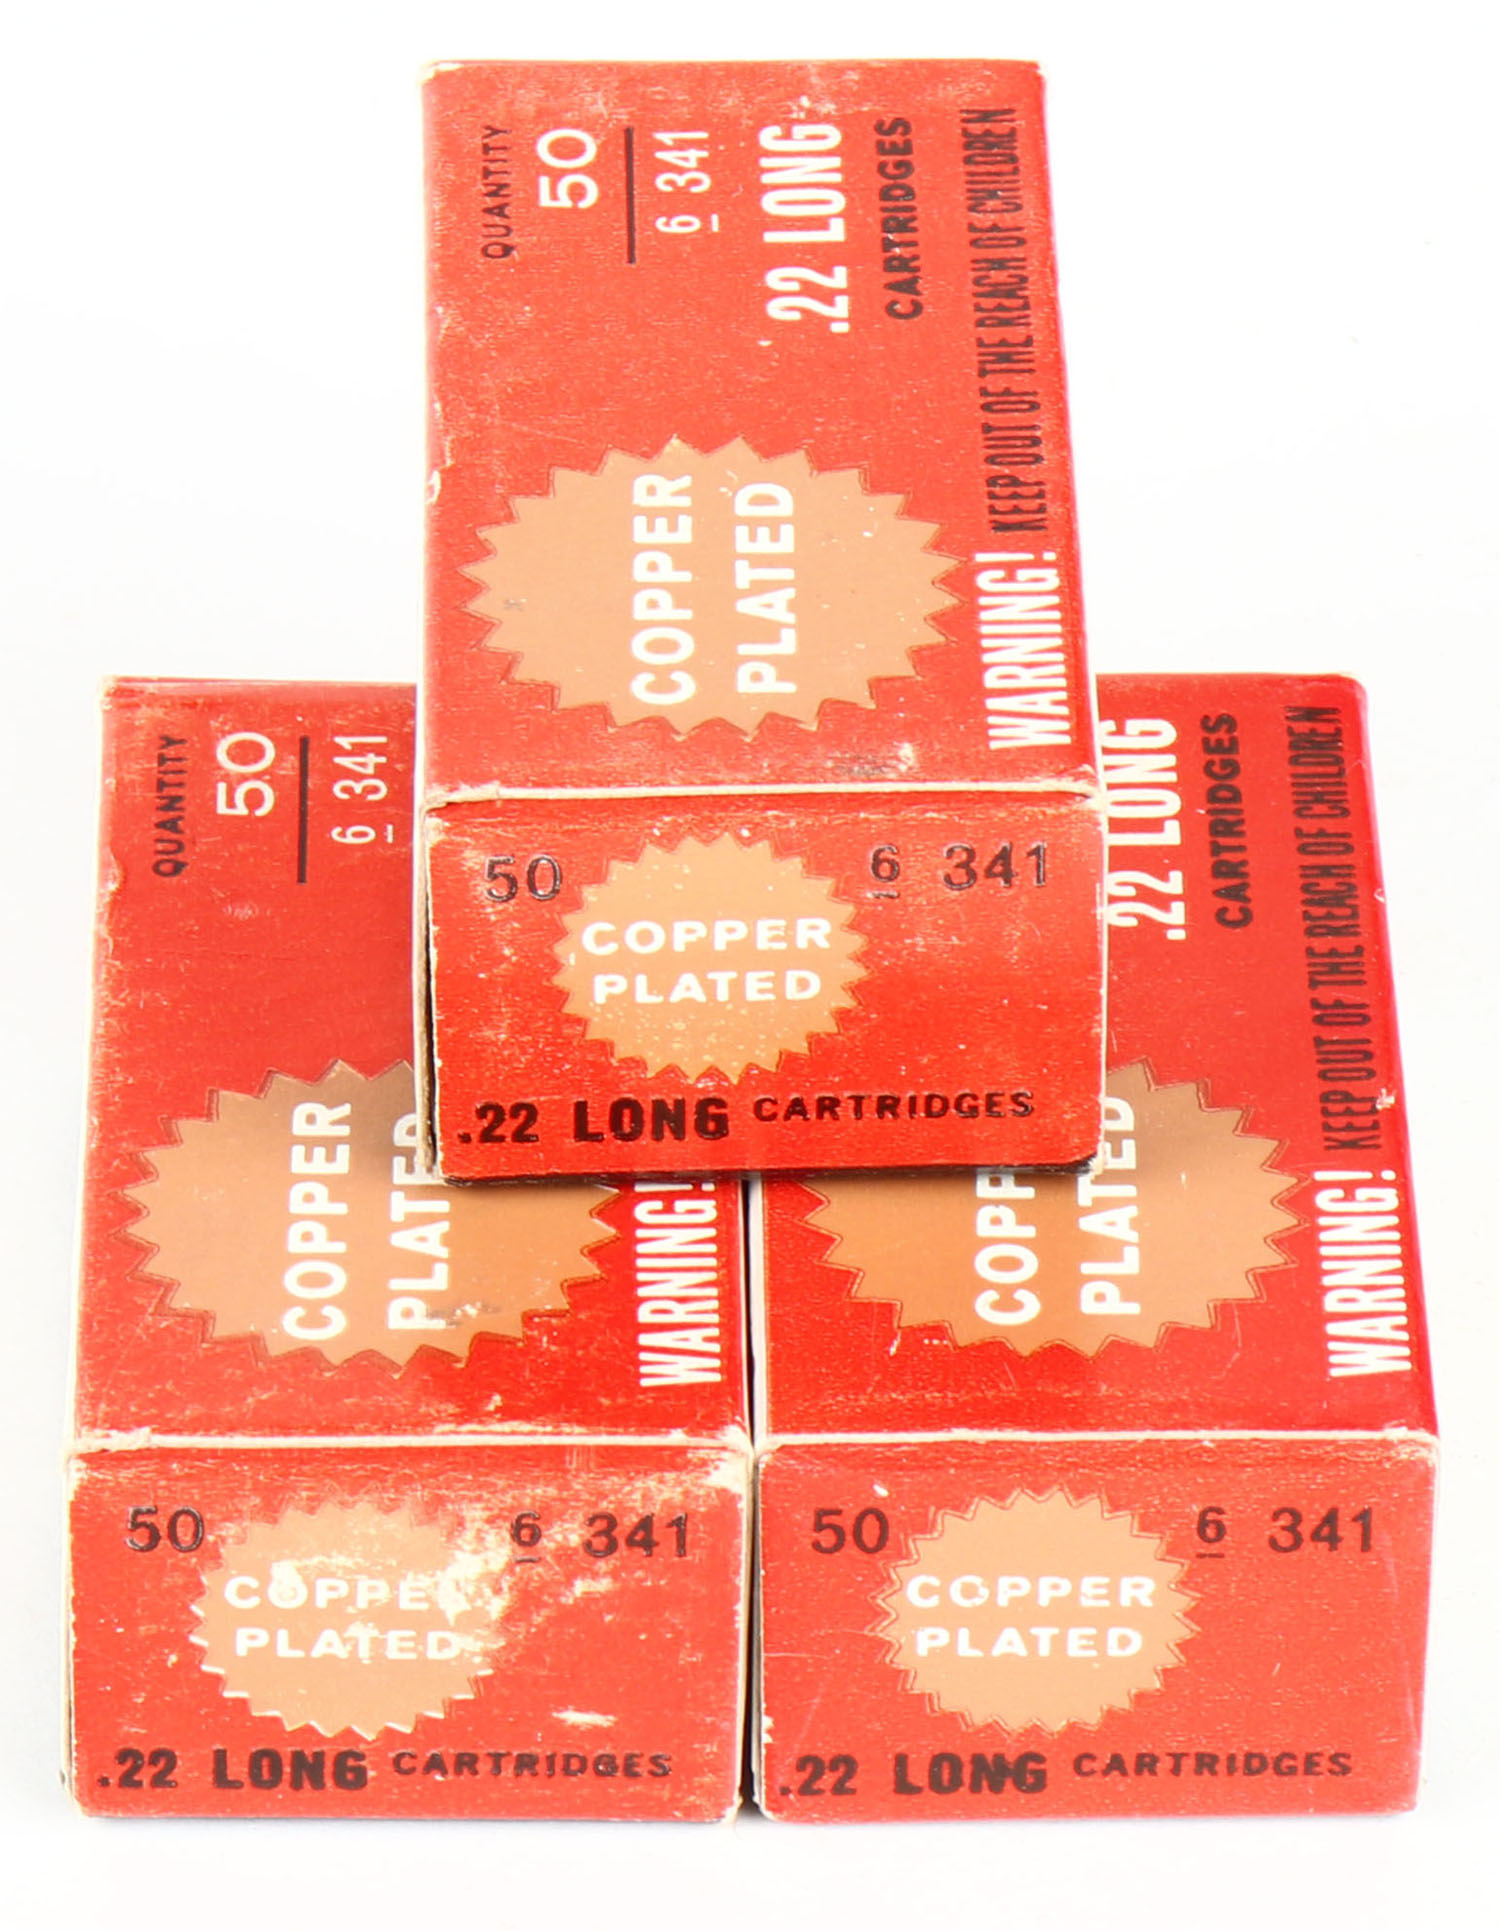 QUANTITY
50
6 341
.22 LONG
CARTRIDGES
COPPER
PLATED
WARNING! KEEP OUT OF THE REACH OF CHILDREN
50
6 341
COPPER
PLATED
.22 LONG CARTRIDGES
QUANTITY
50
6 341
COPPER
PLATED
WARNING!
50
6 341
COPPER
PLATED
.22 LONG CARTRIDGES
.22 LONG
CARTRIDGES
COPP
PLATED
WARNING! KEEP OUT OF THE REACH OF CHILDREN
50
6 341
COPPER
PLATED
.22 LONG CARTRIDGES